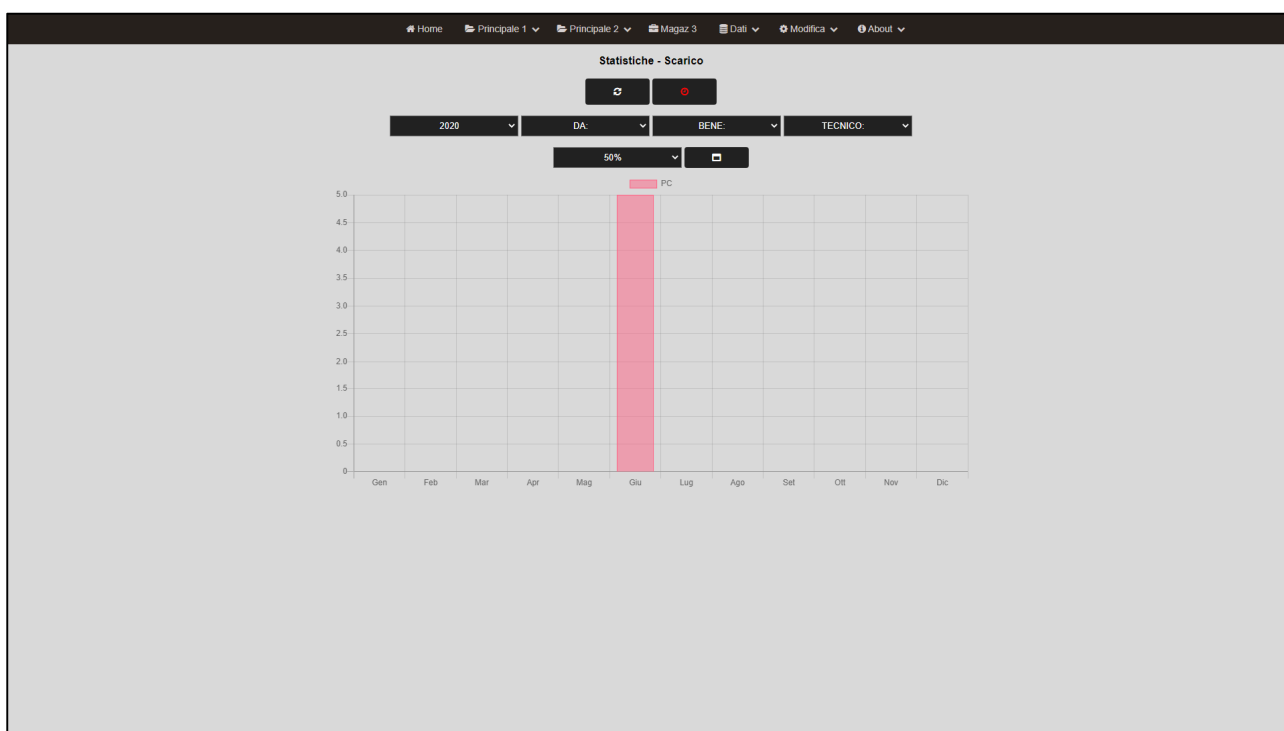 Home Principale 1 Principale 2 Magaz 3 Dati Modifica About
Statistiche - Scarico
2020 DA: BENE: TECNICO:
50%
PC
5.0
4.5
4.0
3.5
3.0
2.5
2.0
1.5
1.0
0.5
0
Gen Feb Mar Apr Mag Giu Lug Ago Set Ott Nov Dic